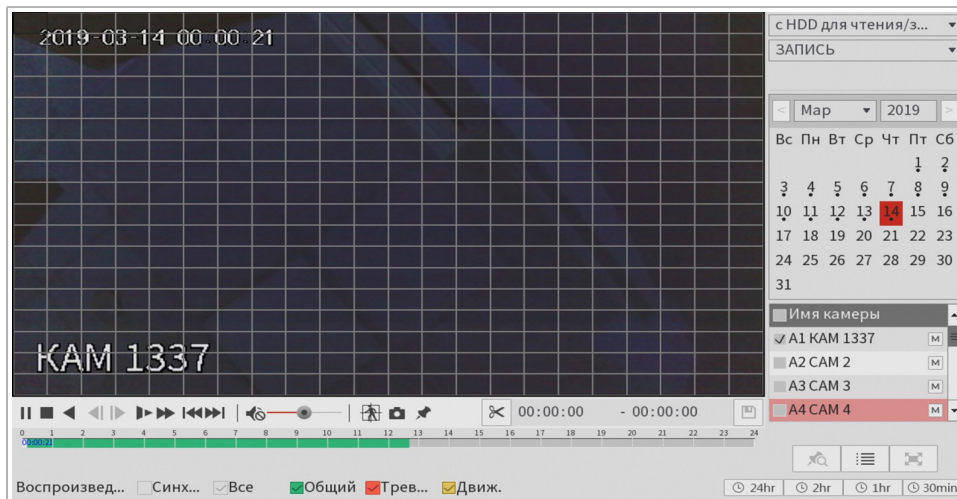 2019-03-14 00:00:21
КАМ 1337
с HDD для чтения/з...
ЗАПИСЬ
< Мар 2019 >
Вс Пн Вт Ср Чт Пт Сб
1 2
3 4 5 6 7 8 9
10 11 12 13 14 15 16
17 18 19 20 21 22 23
24 25 26 27 28 29 30
31
Имя камеры
A1 КАМ 1337 M
A2 CAM 2 M
A3 CAM 3 M
A4 CAM 4 M
00:00:00 - 00:00:00
0 1 2 3 4 5 6 7 8 9 10 11 12 13 14 15 16 17 18 19 20 21 22 23 24
00:00:21
Воспроизвед... Синх... Все Общий Трев... Движ.
24hr 2hr 1hr 30min